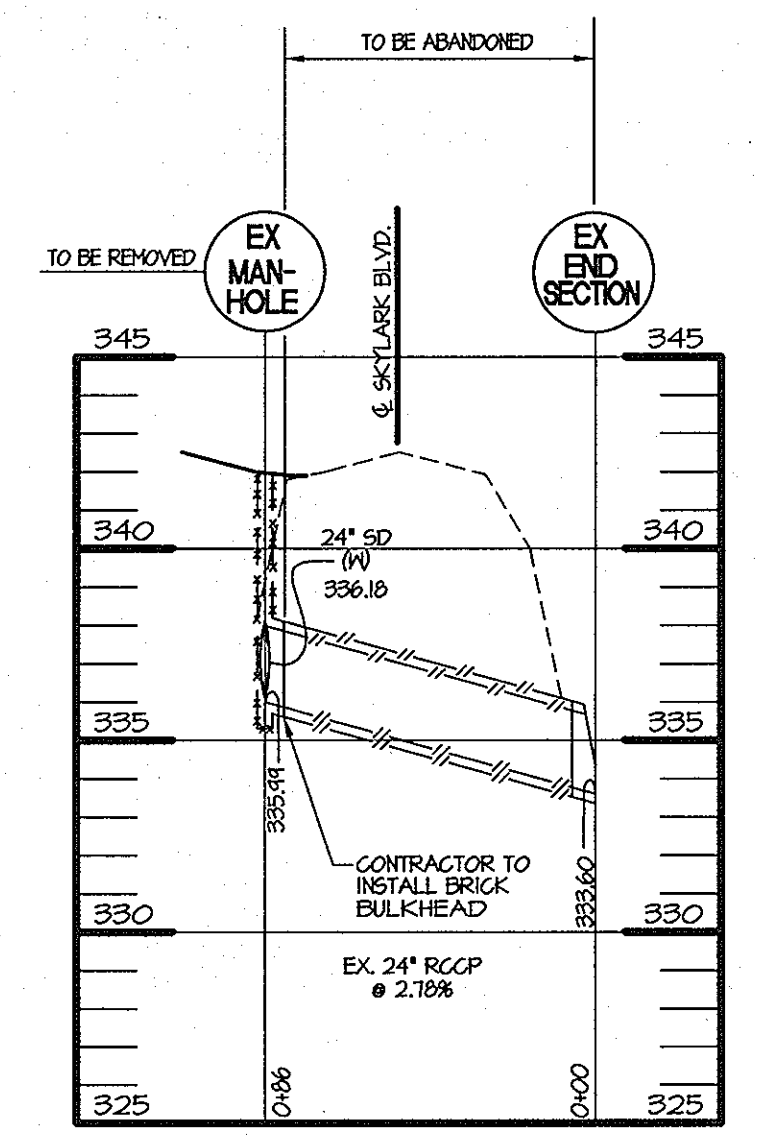 TO BE ABANDONED
TO BE REMOVED
EX
MAN-
HOLE
℄ SKYLARK BLVD.
EX
END
SECTION
345
345
340
340
24" SD
(W)
336.18
335
335
335.99
333.60
CONTRACTOR TO
INSTALL BRICK
BULKHEAD
330
330
EX. 24" RCCP
@ 2.78%
0+86
0+00
325
325